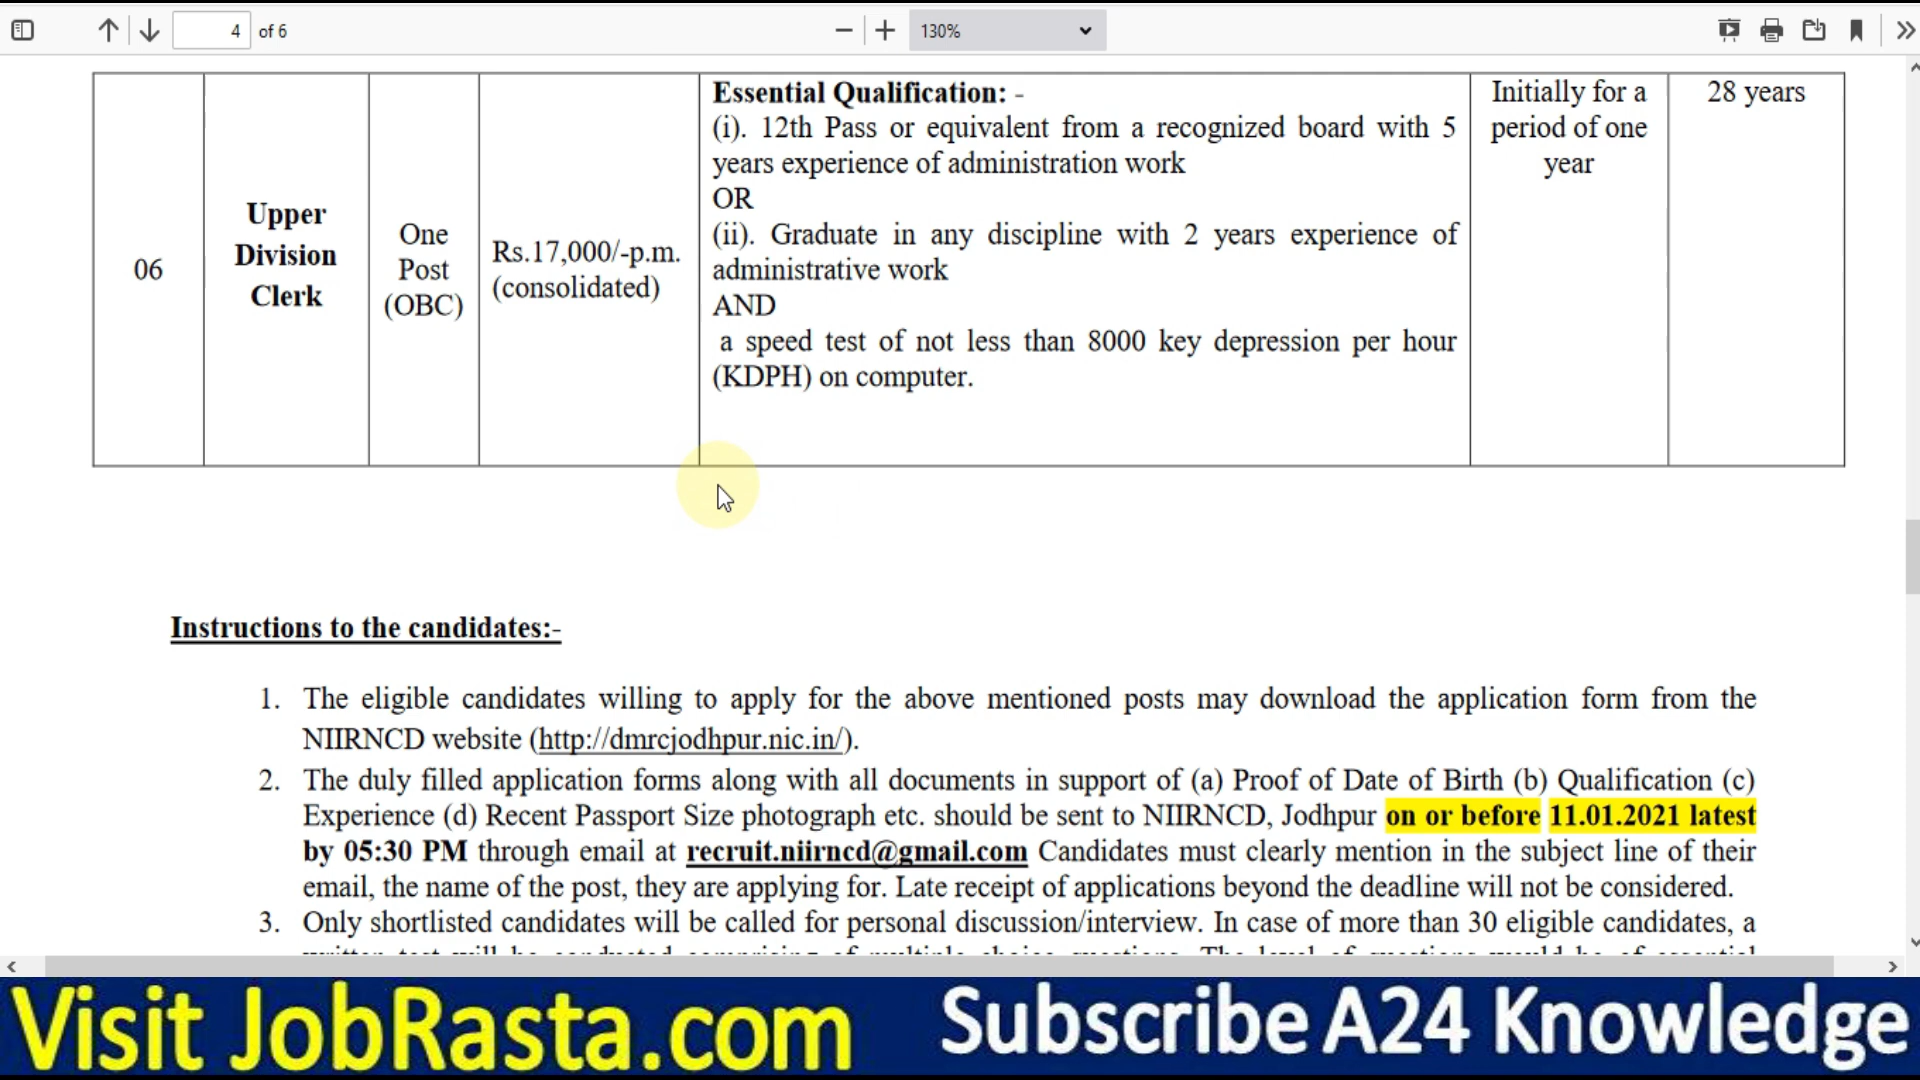 4 of 6
130%
Essential Qualification: -
(i). 12th Pass or equivalent from a recognized board with 5
years experience of administration work
OR
(ii). Graduate in any discipline with 2 years experience of
administrative work
AND
a speed test of not less than 8000 key depression per hour
(KDPH) on computer.
Initially for a
period of one
year
28 years
06
Upper
Division
Clerk
One
Post
(OBC)
Rs.17,000/-p.m.
(consolidated)
Instructions to the candidates:-
1. The eligible candidates willing to apply for the above mentioned posts may download the application form from the
NIIRNCD website (http://dmrcjodhpur.nic.in/).
2. The duly filled application forms along with all documents in support of (a) Proof of Date of Birth (b) Qualification (c)
Experience (d) Recent Passport Size photograph etc. should be sent to NIIRNCD, Jodhpur on or before 11.01.2021 latest
by 05:30 PM through email at recruit.niirncd@gmail.com Candidates must clearly mention in the subject line of their
email, the name of the post, they are applying for. Late receipt of applications beyond the deadline will not be considered.
3. Only shortlisted candidates will be called for personal discussion/interview. In case of more than 30 eligible candidates, a
Visit JobRasta.com
Subscribe A24 Knowledge